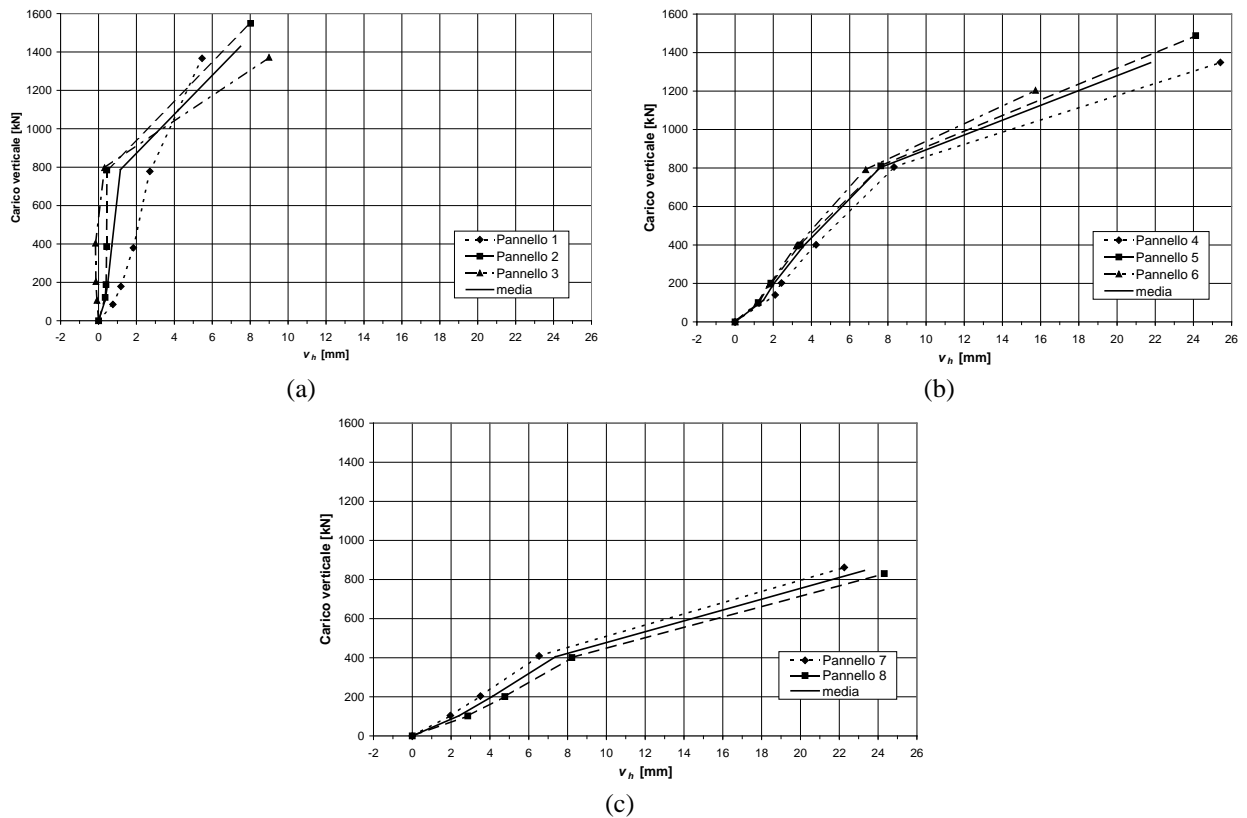 1600
1400
1200
1000
800
600
400
200
0
Carico verticale [kN]
-2 0 2 4 6 8 10 12 14 16 18 20 22 24 26
v h [mm]
Pannello 1
Pannello 2
Pannello 3
media
(a)
1600
1400
1200
1000
800
600
400
200
0
Carico verticale [kN]
-2 0 2 4 6 8 10 12 14 16 18 20 22 24 26
v h [mm]
Pannello 4
Pannello 5
Pannello 6
media
(b)
1600
1400
1200
1000
800
600
400
200
0
Carico verticale [kN]
-2 0 2 4 6 8 10 12 14 16 18 20 22 24 26
v h [mm]
Pannello 7
Pannello 8
media
(c)